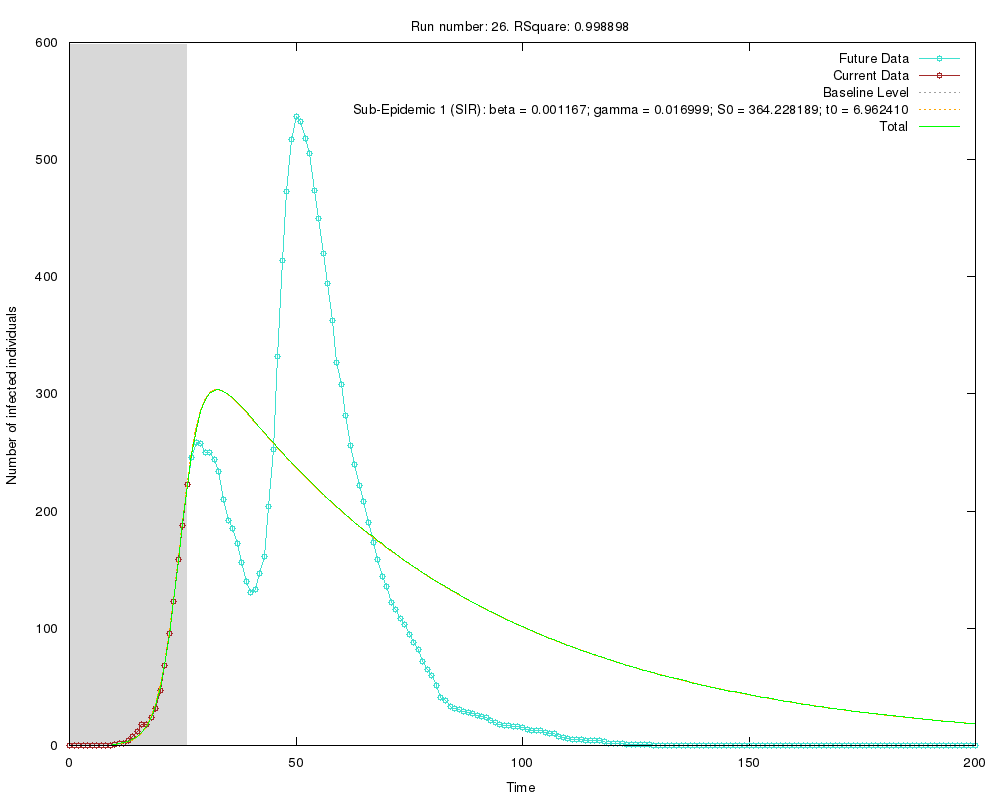 Run number: 26. RSquare: 0.998898
600
500
400
300
200
100
0
0
50
100
150
200
Number of infected individuals
Time
Future Data
Current Data
Baseline Level
Sub-Epidemic 1 (SIR): beta = 0.001167; gamma = 0.016999; S0 = 364.228189; t0 = 6.962410
Total